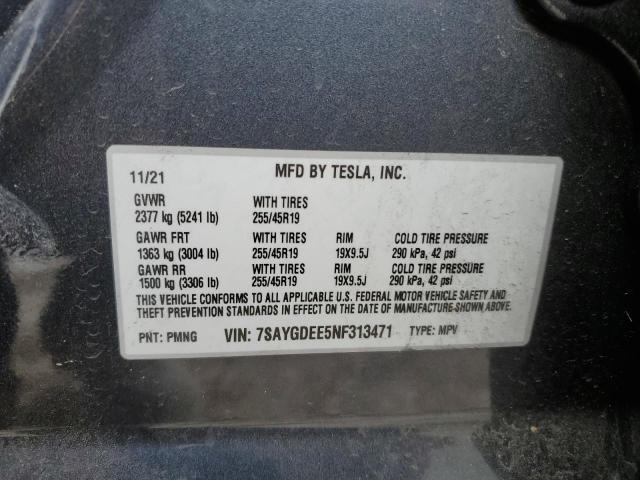 11/21 MFD BY TESLA, INC.
GVWR WITH TIRES
2377 kg (5241 lb) 255/45R19
GAWR FRT WITH TIRES RIM COLD TIRE PRESSURE
1363 kg (3004 lb) 255/45R19 19X9.5J 290 kPa, 42 psi
GAWR RR WITH TIRES RIM COLD TIRE PRESSURE
1500 kg (3306 lb) 255/45R19 19X9.5J 290 kPa, 42 psi
THIS VEHICLE CONFORMS TO ALL APPLICABLE U.S. FEDERAL MOTOR VEHICLE SAFETY AND
THEFT PREVENTION STANDARDS IN EFFECT ON THE DATE OF MANUFACTURE SHOWN ABOVE.
PNT: PMNG VIN: 7SAYGDEE5NF313471 TYPE: MPV